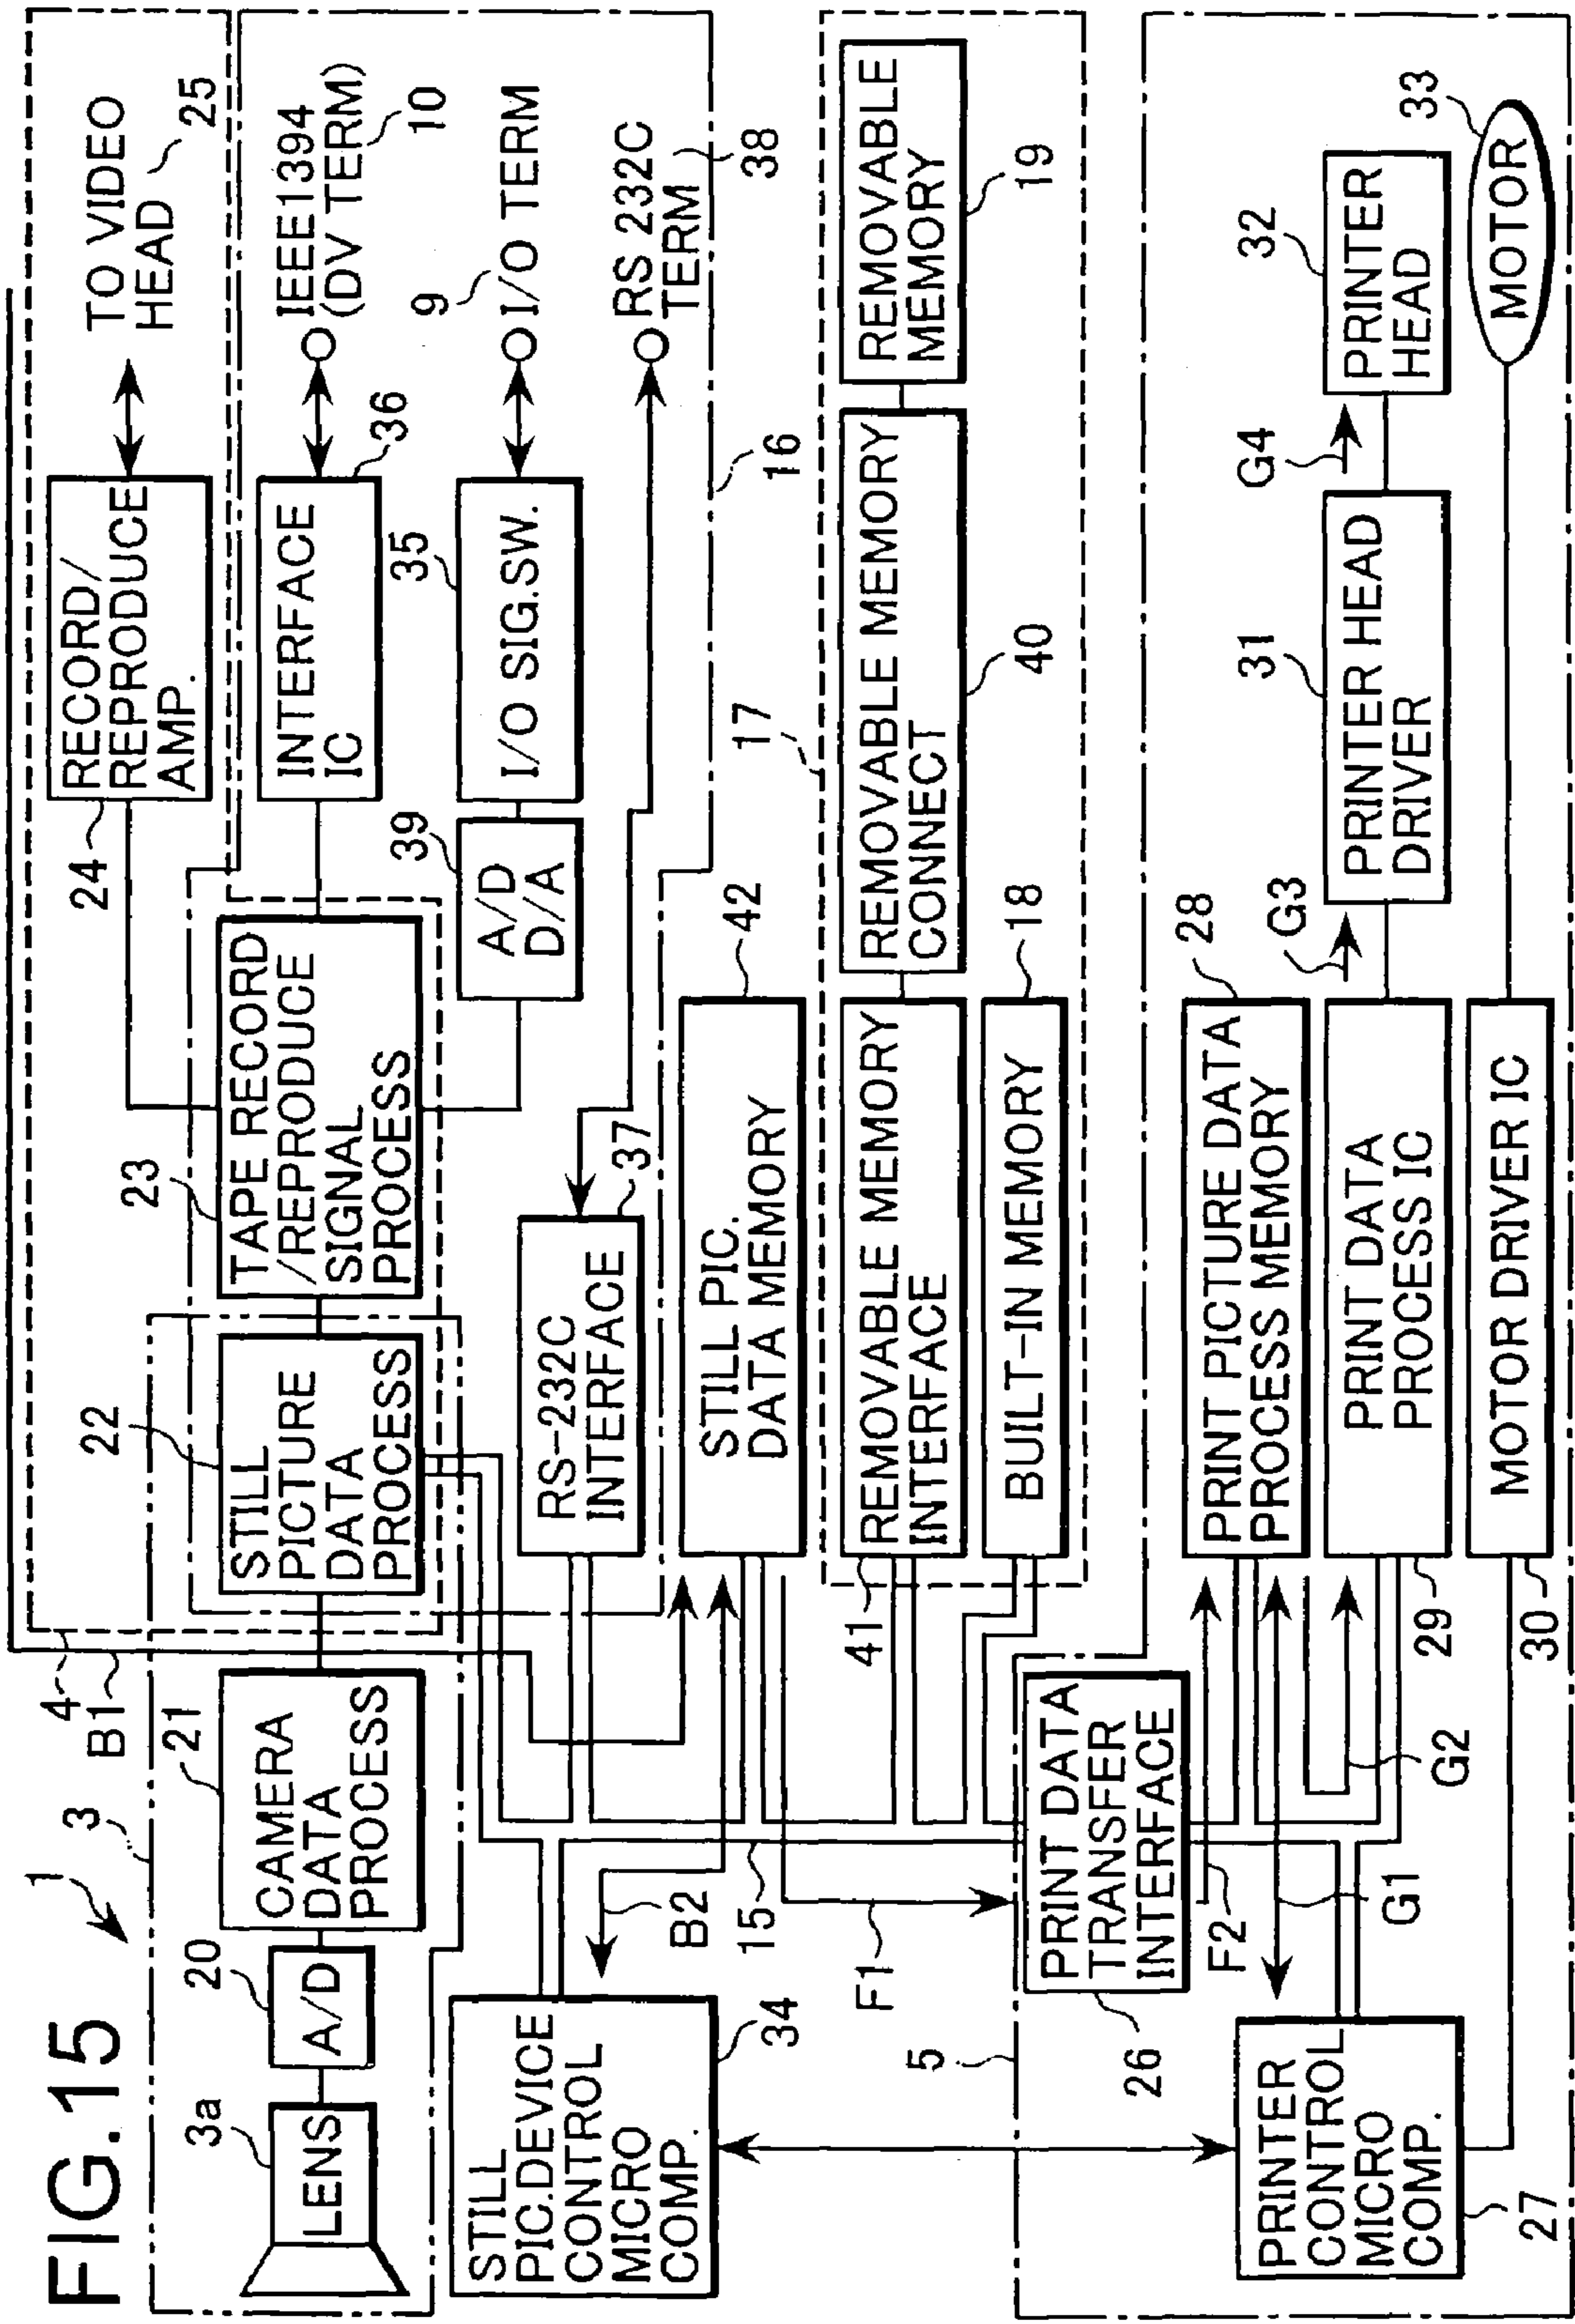 FIG.15
1
3
4
B1
3a
LENS
20
A/D
21
CAMERA
DATA
PROCESS
22
STILL
PICTURE
DATA
PROCESS
23
TAPE RECORD
/REPRODUCE
SIGNAL
PROCESS
24
RECORD/
REPRODUCE
AMP.
TO VIDEO
HEAD
25
INTERFACE
IC
36
IEEE1394
(DV TERM)
10
39
A/D
D/A
35
I/O SIG.SW.
9
I/O TERM
RS 232C
TERM
38
16
RS-232C
INTERFACE
37
STILL
PIC.DEVICE
CONTROL
MICRO
COMP.
34
B2
15
F1
STILL PIC.
DATA MEMORY
42
17
41
REMOVABLE MEMORY
INTERFACE
REMOVABLE MEMORY
CONNECT
40
REMOVABLE
MEMORY
19
BUILT-IN MEMORY
18
5
26
PRINT DATA
TRANSFER
INTERFACE
F2
G1
G2
PRINTER
CONTROL
MICRO
COMP.
27
PRINT PICTURE DATA
PROCESS MEMORY
28
PRINT DATA
PROCESS IC
29
G3
31
PRINTER HEAD
DRIVER
G4
32
PRINTER
HEAD
MOTOR DRIVER IC
30
33
MOTOR